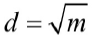 d = √m